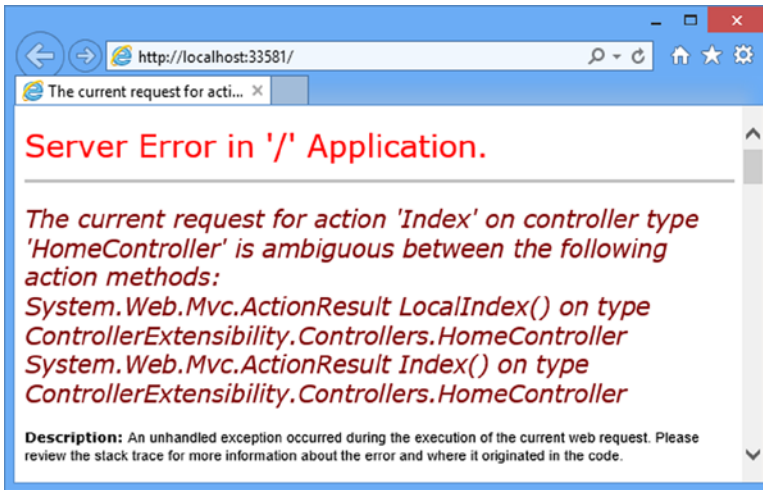 http://localhost:33581/
The current request for acti...
Server Error in '/' Application.
The current request for action 'Index' on controller type
'HomeController' is ambiguous between the following
action methods:
System.Web.Mvc.ActionResult LocalIndex() on type
ControllerExtensibility.Controllers.HomeController
System.Web.Mvc.ActionResult Index() on type
ControllerExtensibility.Controllers.HomeController
Description: An unhandled exception occurred during the execution of the current web request. Please
review the stack trace for more information about the error and where it originated in the code.